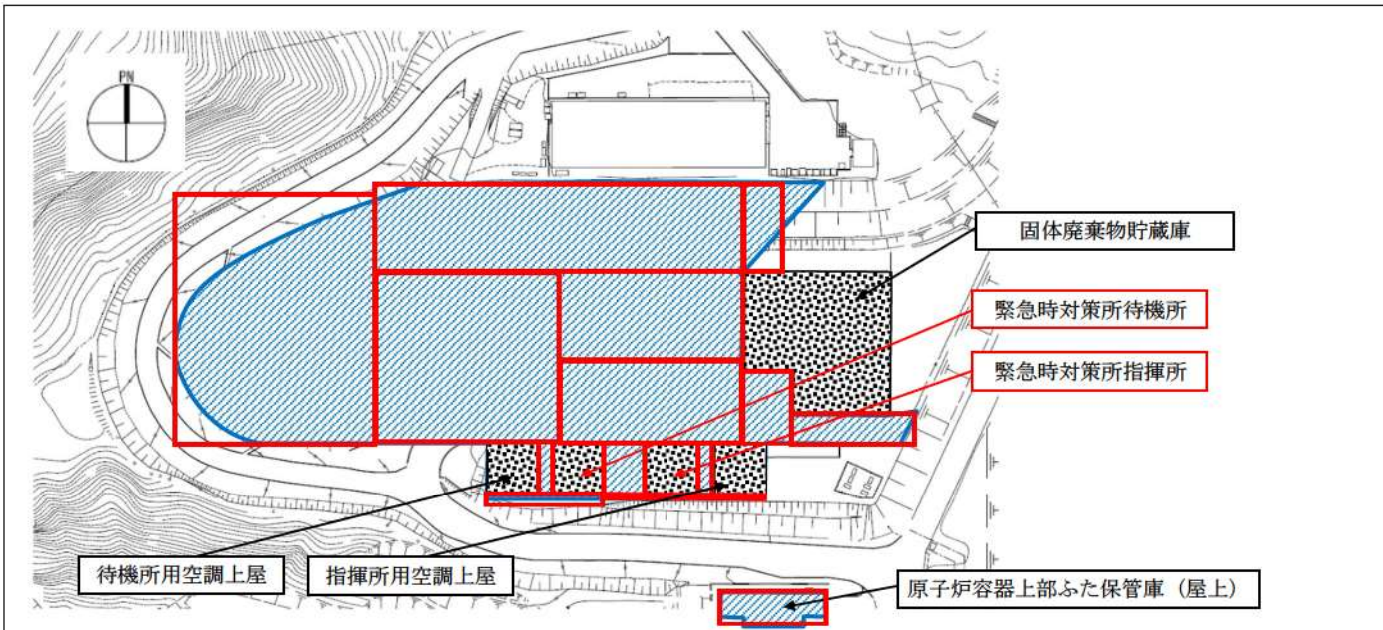 PN
固体廃棄物貯蔵庫
緊急時対策所待機所
緊急時対策所指揮所
待機所用空調上屋
指揮所用空調上屋
原子炉容器上部ふた保管庫（屋上）